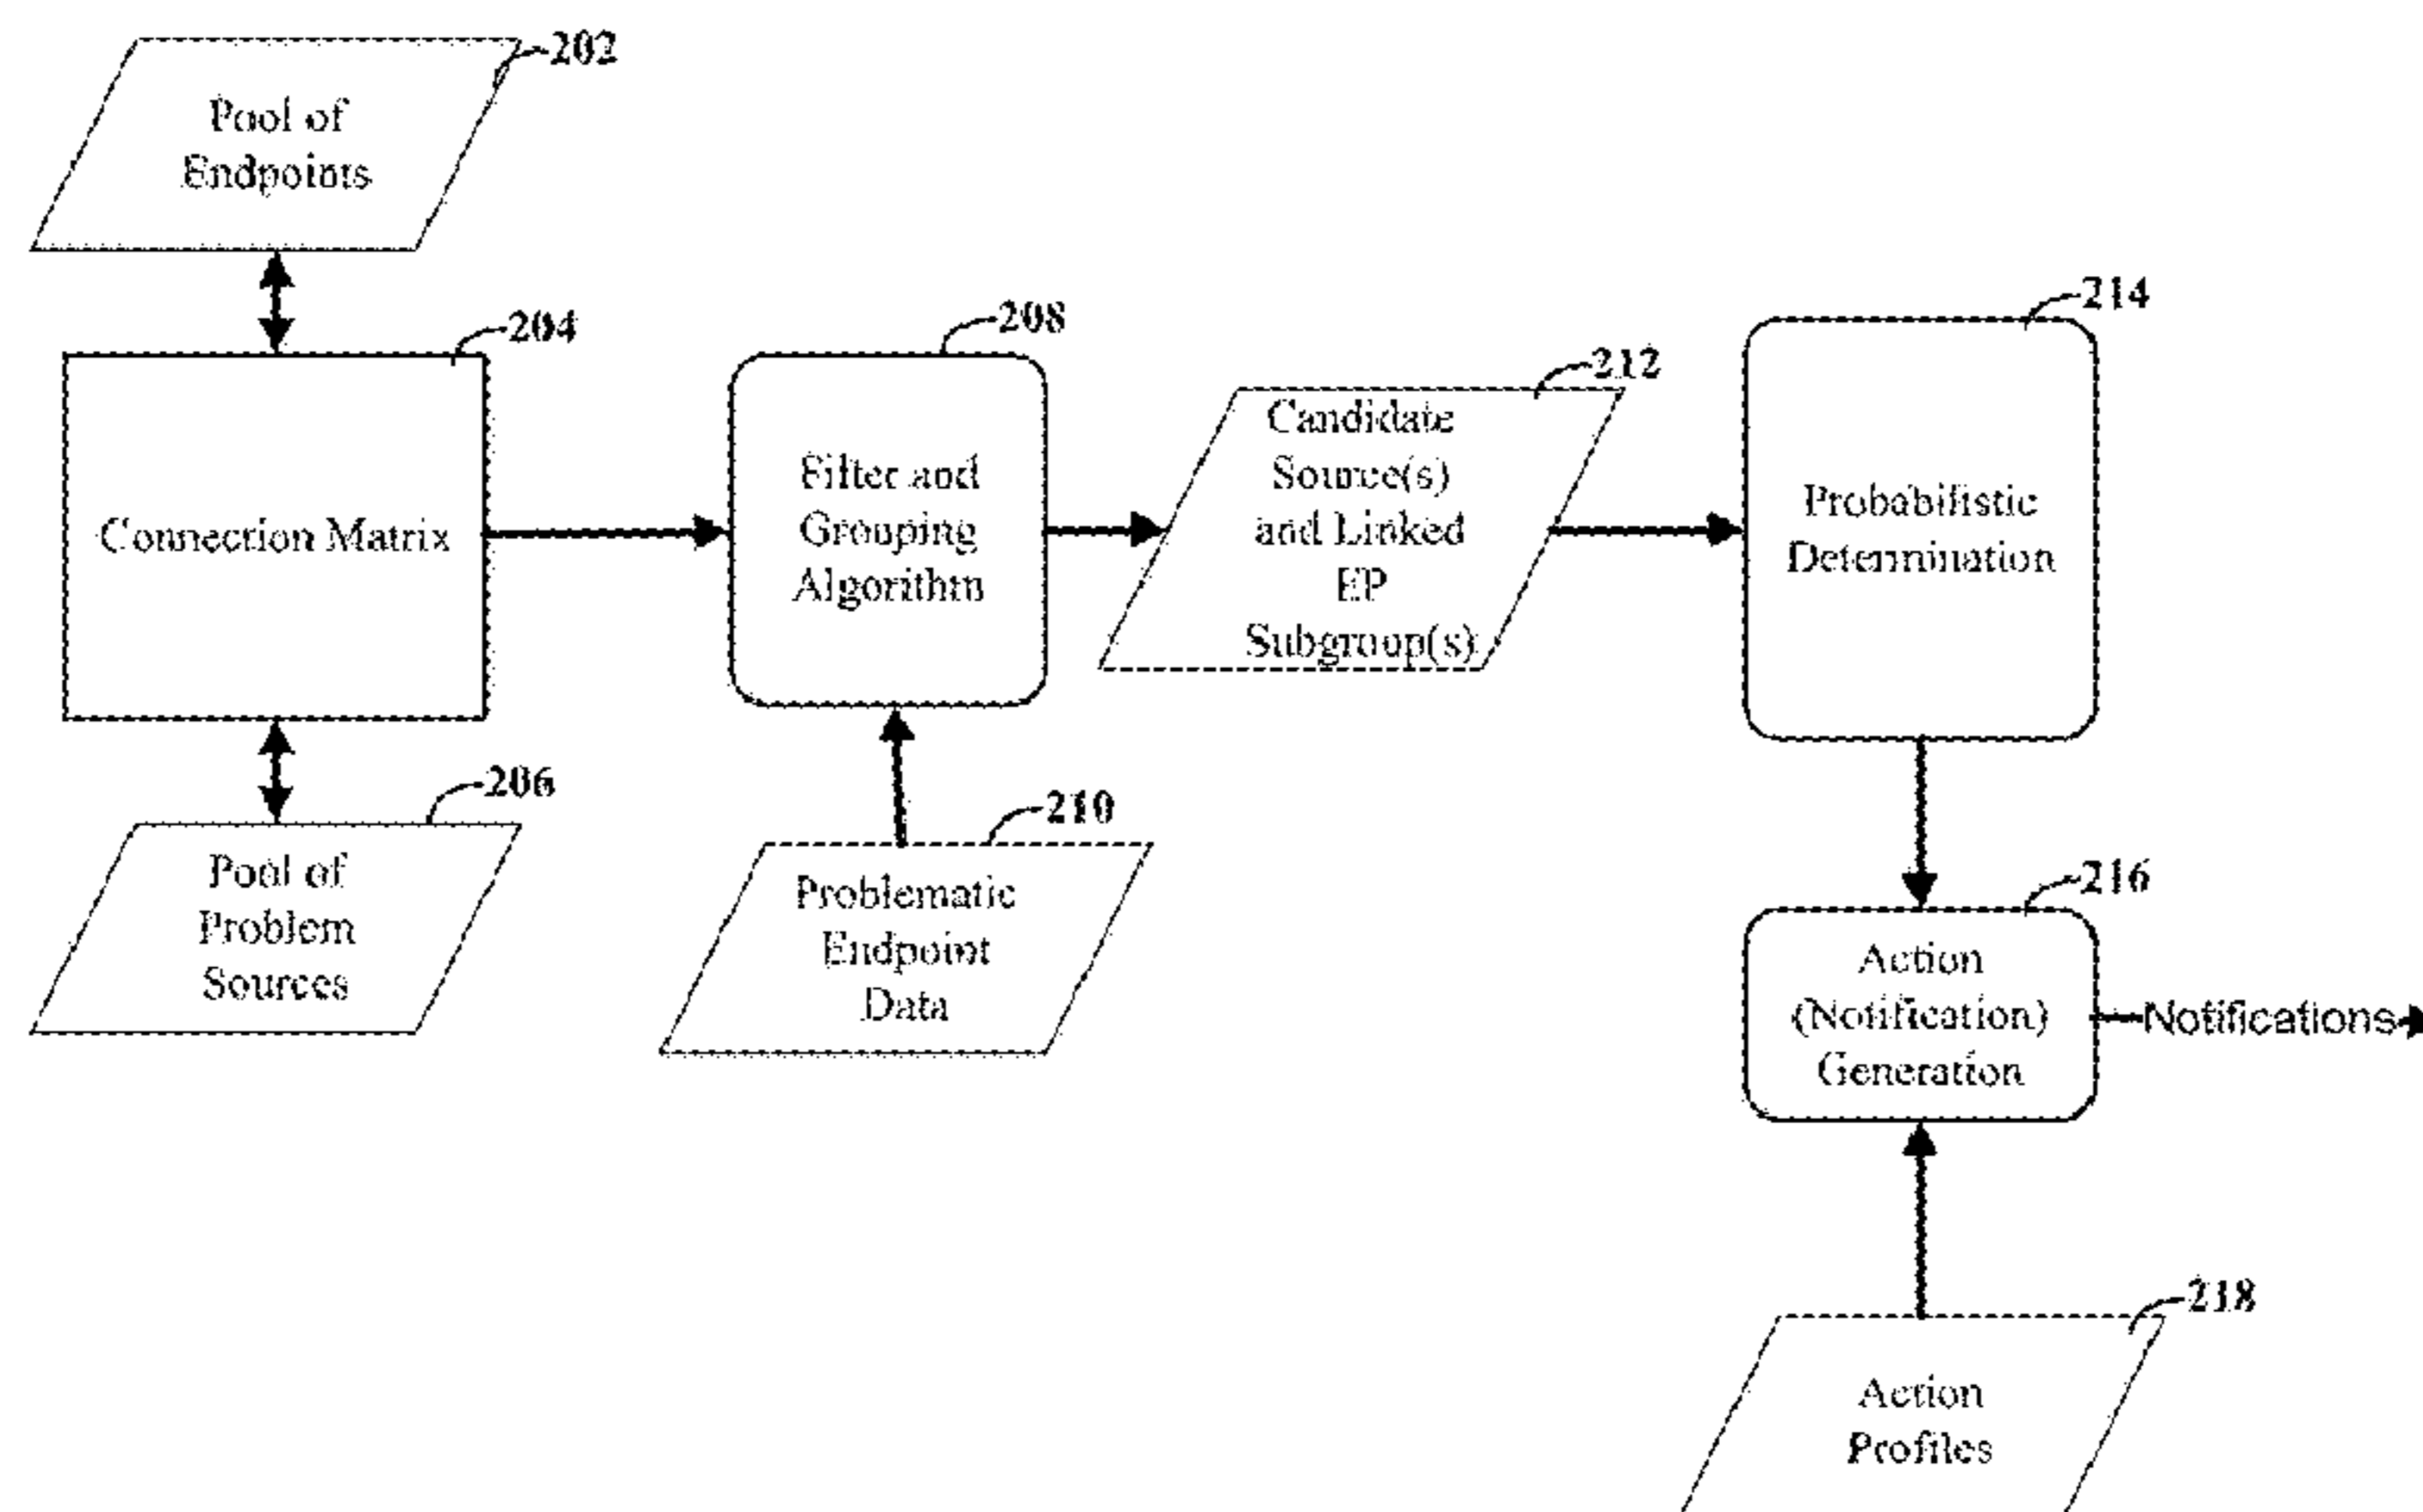 202
Pool of
Endpoints
204
Connection Matrix
206
Pool of
Problem
Sources
208
Filter and
Grouping
Algorithm
210
Problematic
Endpoint
Data
212
Candidate
Source(s)
and Linked
EP
Subgroup(s)
214
Probabilistic
Determination
216
Action
(Notification)
Generation
Notifications
218
Action
Profiles